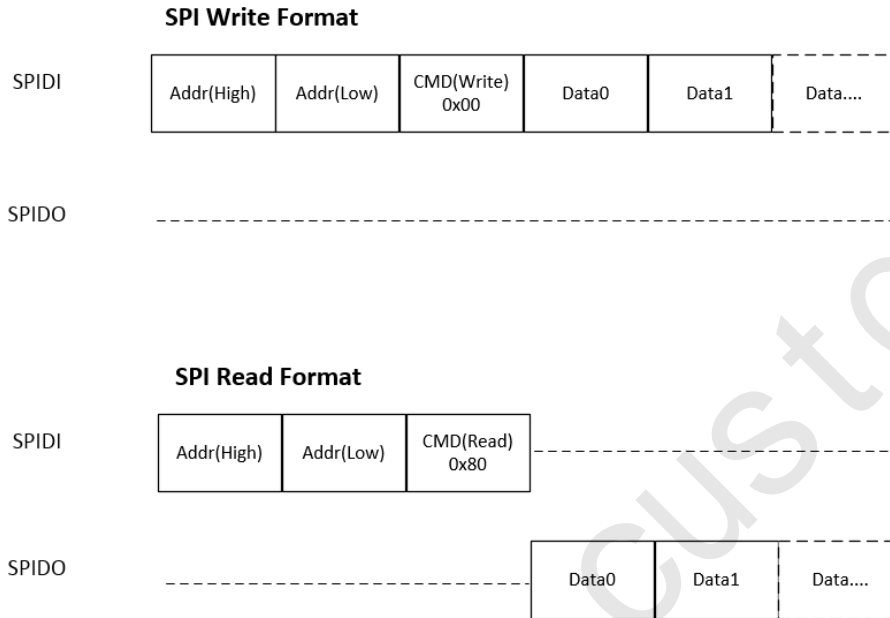 SPI Write Format
SPIDI
Addr(High) Addr(Low) CMD(Write) 0x00 Data0 Data1 Data....
SPIDO
SPI Read Format
SPIDI
Addr(High) Addr(Low) CMD(Read) 0x80
SPIDO
Data0 Data1 Data....
custo